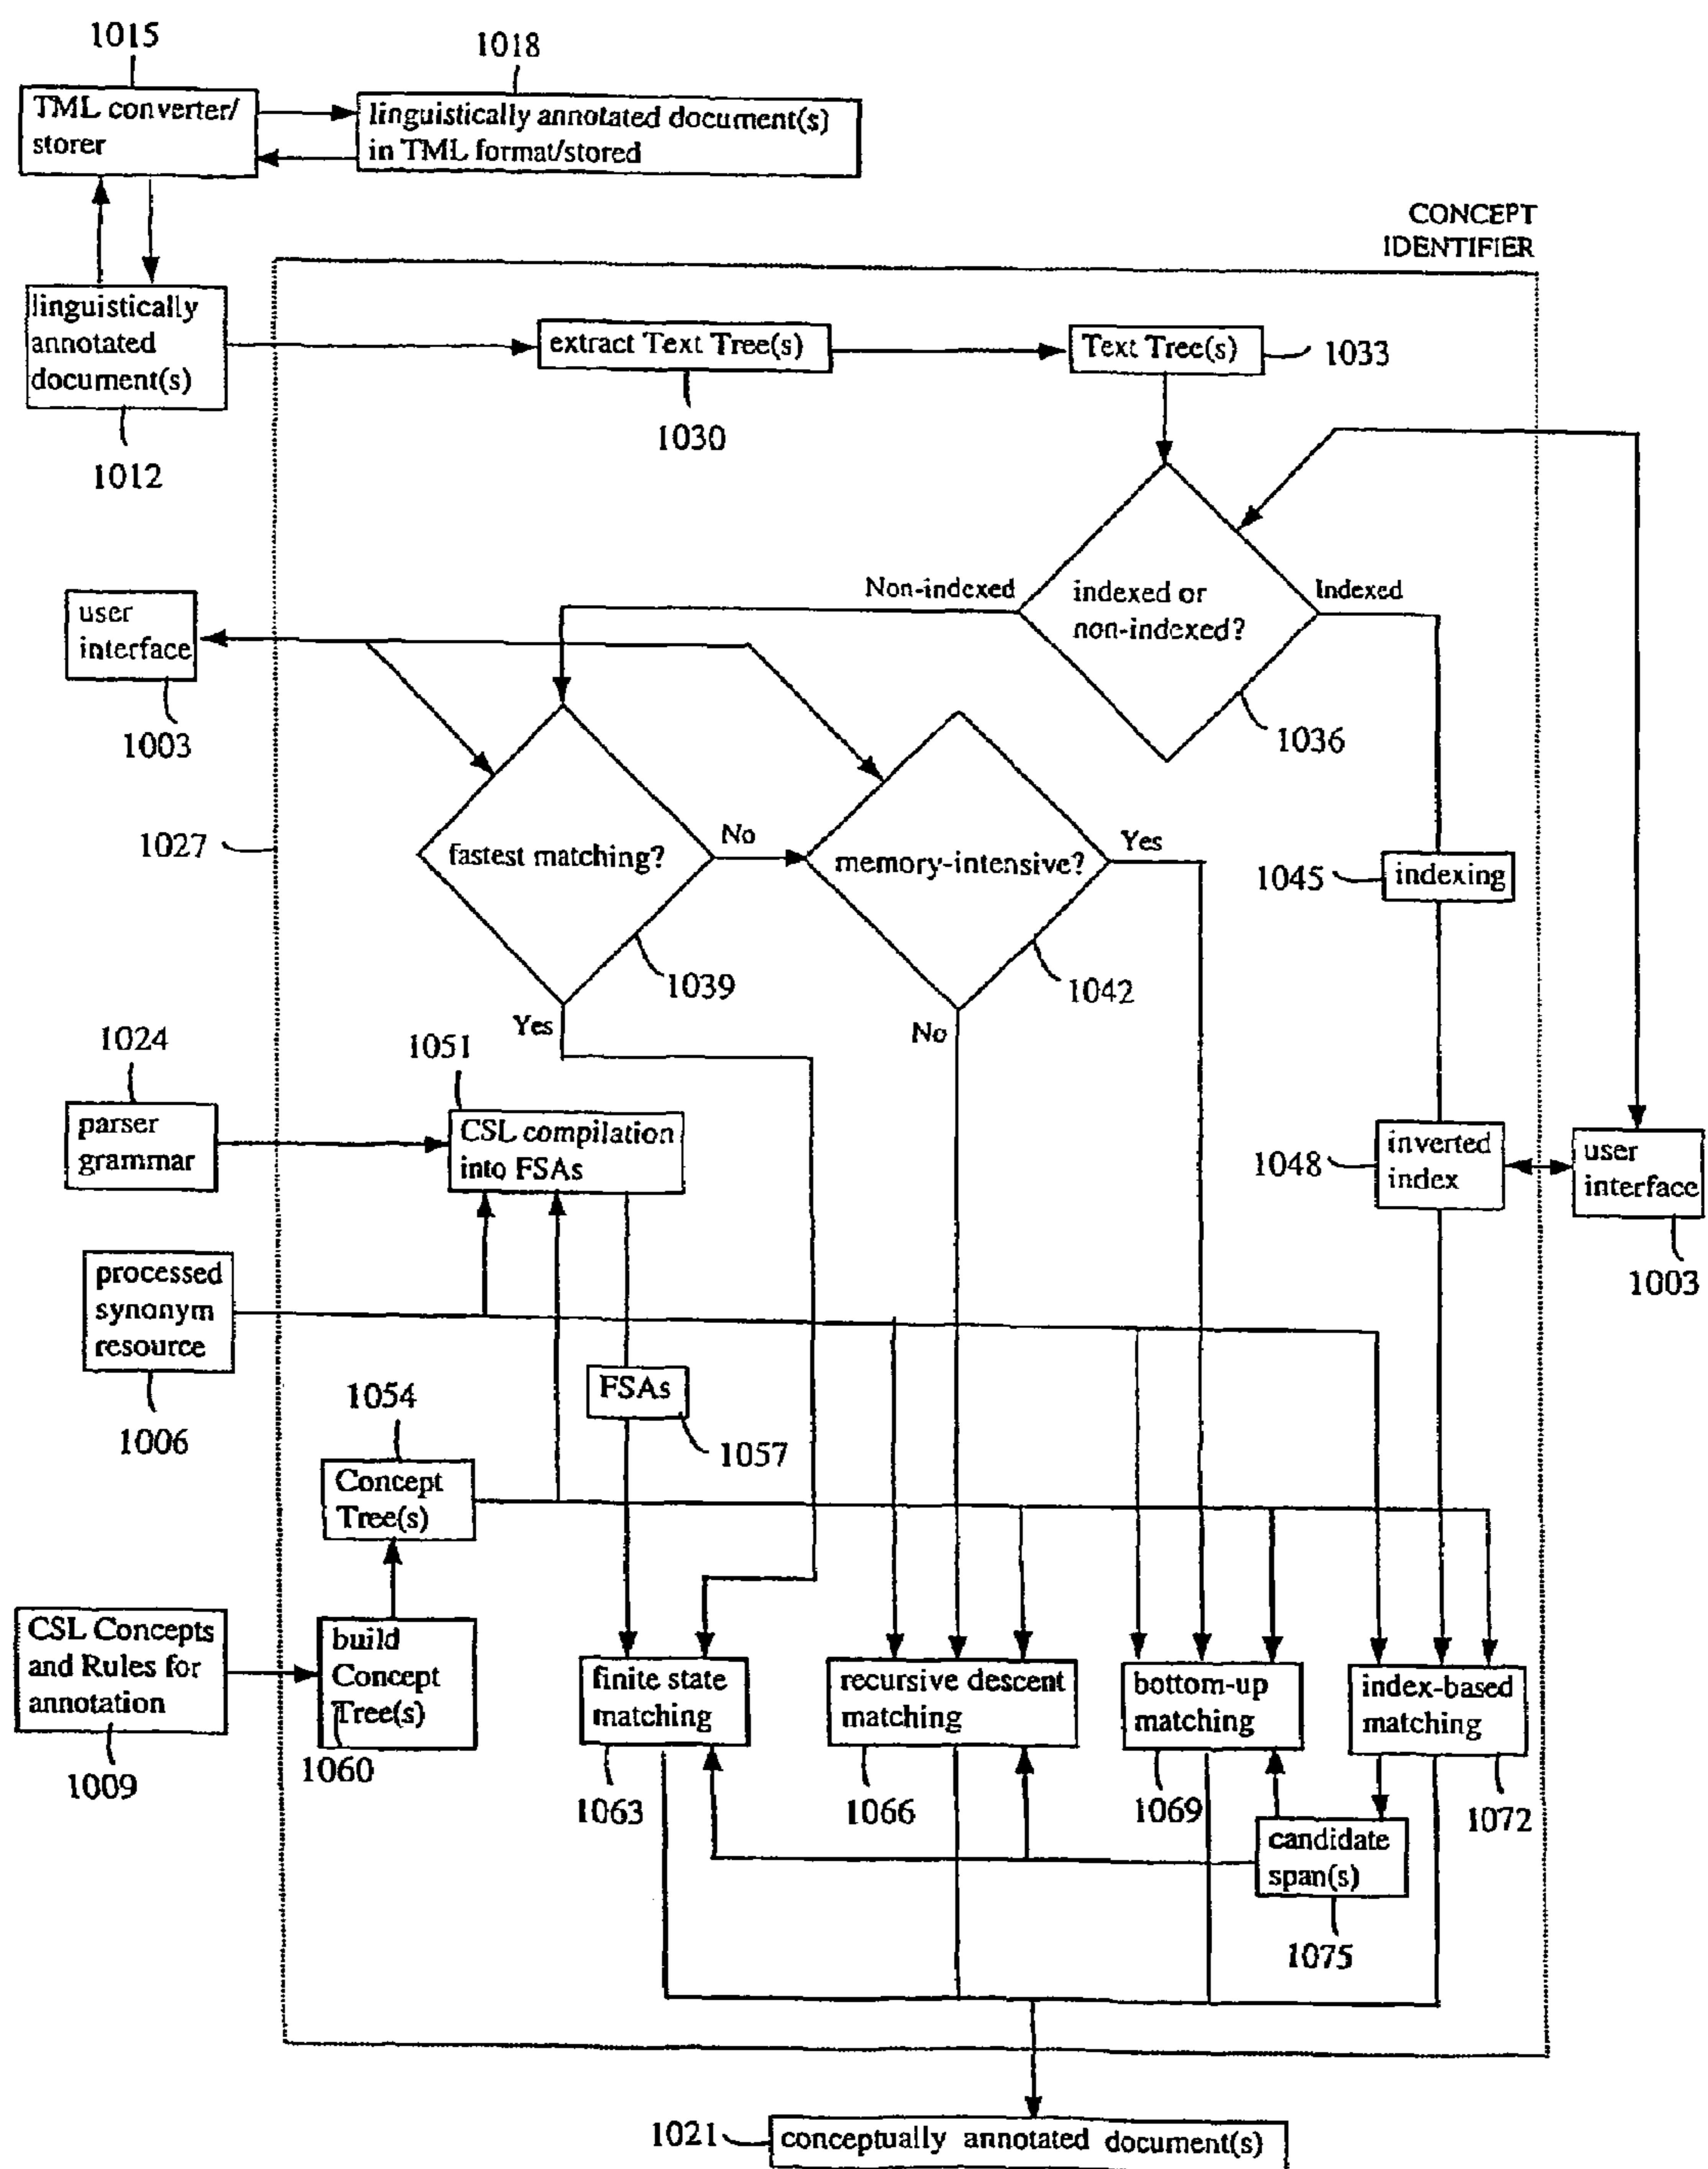 1015
1018
TML converter/
storer
linguistically annotated document(s)
in TML format/stored
CONCEPT
IDENTIFIER
linguistically
annotated
document(s)
1012
extract Text Tree(s)
1030
Text Tree(s)
1033
indexed or
non-indexed?
Non-indexed
Indexed
1036
user
interface
1003
1027
fastest matching?
No
1039
Yes
memory-intensive?
Yes
1042
No
1045
indexing
1024
parser
grammar
1051
CSL compilation
into FSAs
1048
inverted
index
user
interface
1003
processed
synonym
resource
1006
FSAs
1057
1054
Concept
Tree(s)
CSL Concepts
and Rules for
annotation
1009
build
Concept
Tree(s)
1060
finite state
matching
1063
recursive descent
matching
1066
bottom-up
matching
1069
index-based
matching
1072
candidate
span(s)
1075
1021
conceptually annotated document(s)